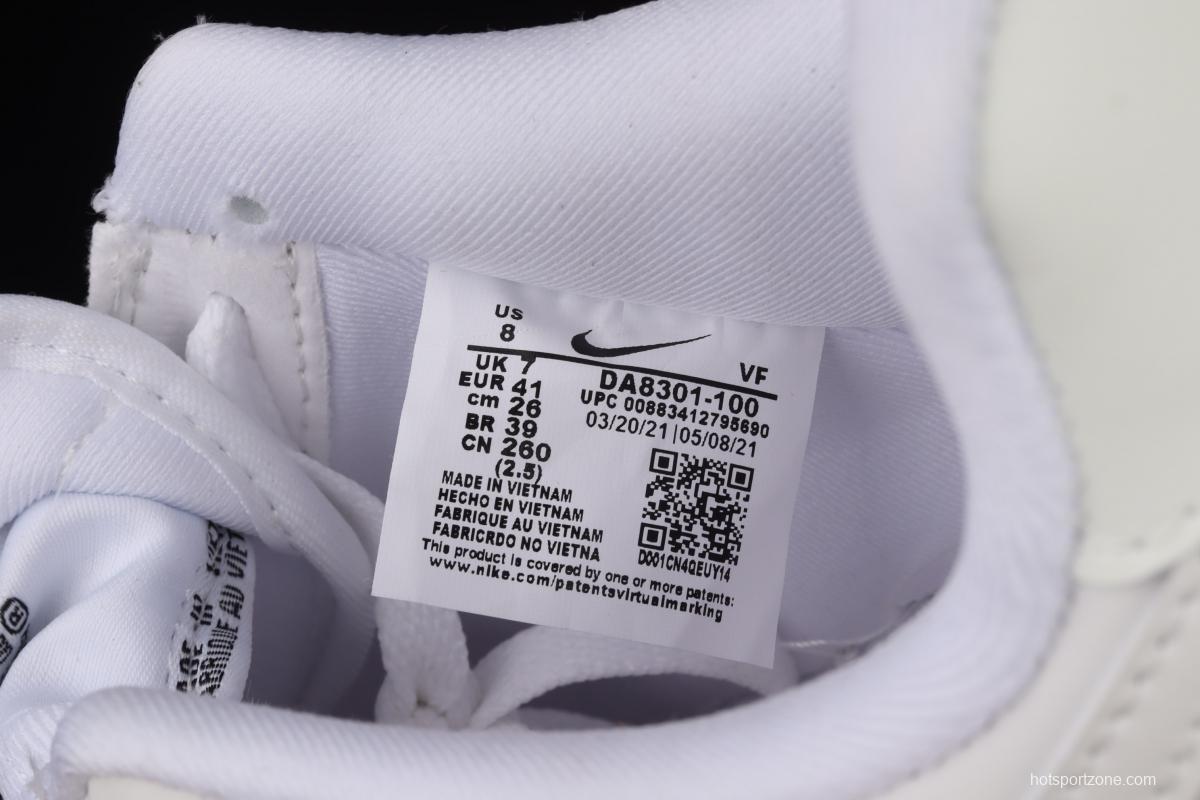 Us
8
UK 7
EUR 41
cm 26
BR 39
CN 260
(2.5)
VF
DA8301-100
UPC 00883412795690
03/20/21|05/08/21
D001CN4QEUY14
MADE IN VIETNAM
HECHO EN VIETNAM
FABRIQUE AU VIETNAM
FABRICRDO NO VIETNA
This product is covered by one or more patents:
www.nike.com/patentsvirtualmarking
AU VIE
®
hotsportzone.com